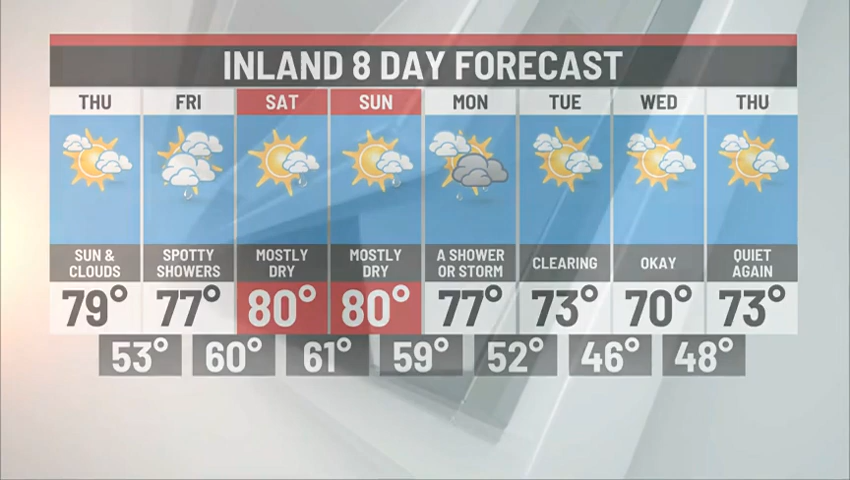 INLAND 8 DAY FORECAST
THU FRI SAT SUN MON TUE WED THU
SUN &
CLOUDS
SPOTTY
SHOWERS
MOSTLY
DRY
MOSTLY
DRY
A SHOWER
OR STORM
CLEARING
OKAY
QUIET
AGAIN
79° 77° 80° 80° 77° 73° 70° 73°
53° 60° 61° 59° 52° 46° 48°